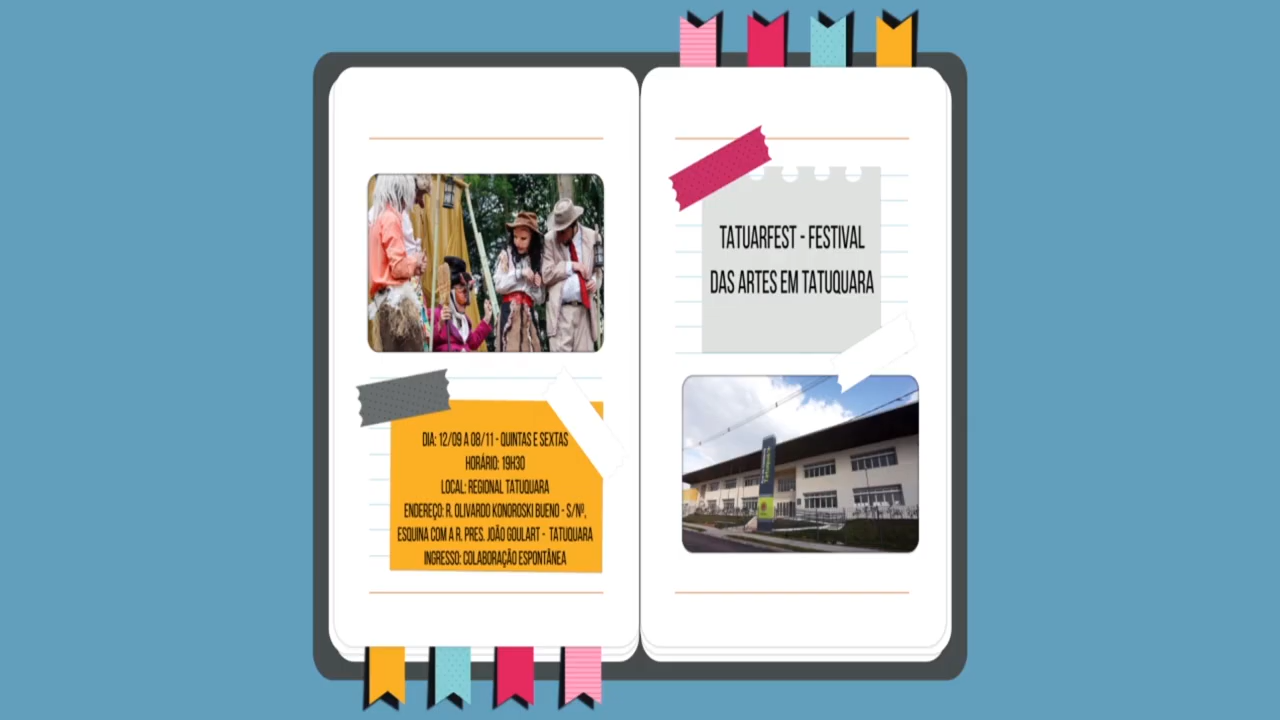 DIA: 12/09 A 08/11 - QUINTAS E SEXTAS
HORÁRIO: 19H30
LOCAL: REGIONAL TATUQUARA
ENDEREÇO: R. OLIVARDO KONOROSKI BUENO - S/Nº,
ESQUINA COM A R. PRES. JOÃO GOULART - TATUQUARA
INGRESSO: COLABORAÇÃO ESPONTÂNEA
TATUARFEST - FESTIVAL
DAS ARTES EM TATUQUARA